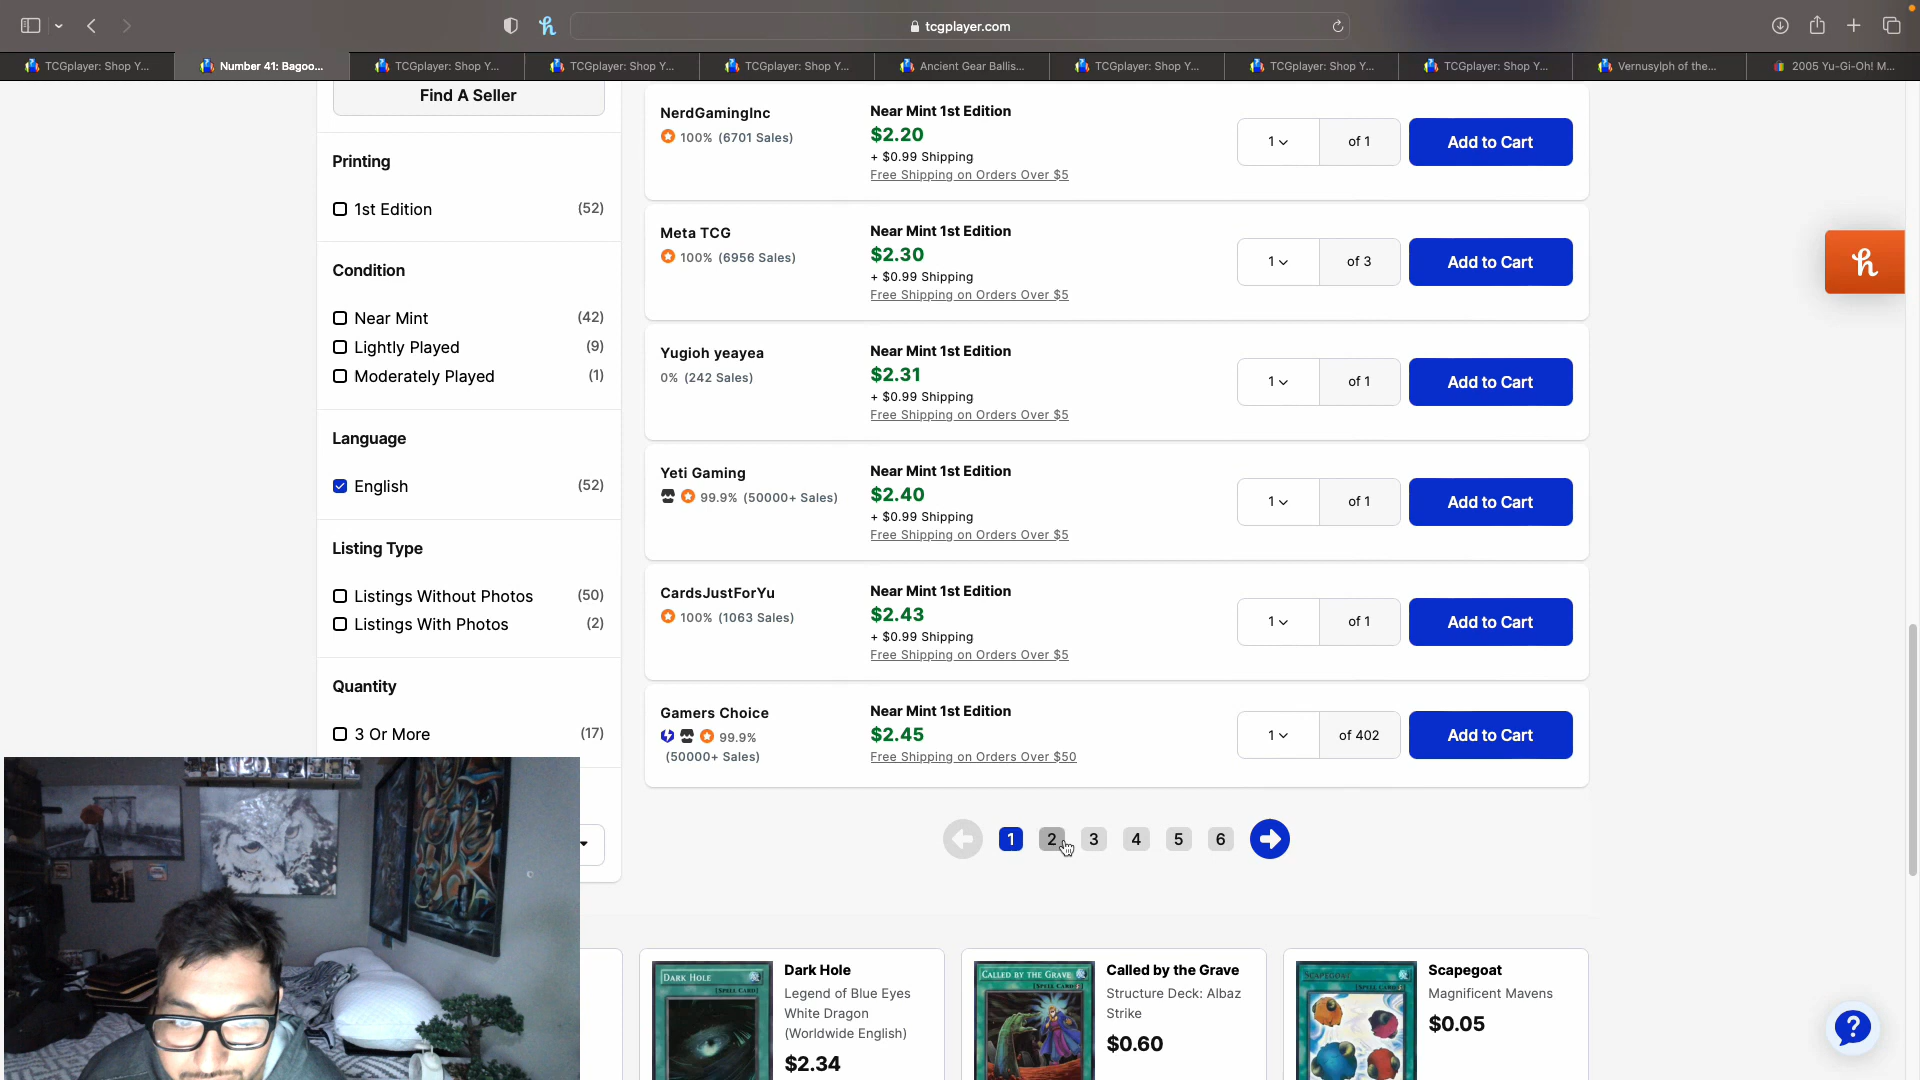 tcgplayer.com
TCGplayer: Shop Y...
Number 41: Bagoo...
TCGplayer: Shop Y...
TCGplayer: Shop Y...
TCGplayer: Shop Y...
Ancient Gear Ballis...
TCGplayer: Shop Y...
TCGplayer: Shop Y...
TCGplayer: Shop Y...
Vernusylph of the...
2005 Yu-Gi-Oh! M...
Find A Seller
Printing
1st Edition (52)
Condition
Near Mint (42)
Lightly Played (9)
Moderately Played (1)
Language
English (52)
Listing Type
Listings Without Photos (50)
Listings With Photos (2)
Quantity
3 Or More (17)
NerdGamingInc
100% (6701 Sales)
Near Mint 1st Edition
$2.20
+ $0.99 Shipping
Free Shipping on Orders Over $5
1 of 1
Add to Cart
Meta TCG
100% (6956 Sales)
Near Mint 1st Edition
$2.30
+ $0.99 Shipping
Free Shipping on Orders Over $5
1 of 3
Add to Cart
Yugioh yeayea
0% (242 Sales)
Near Mint 1st Edition
$2.31
+ $0.99 Shipping
Free Shipping on Orders Over $5
1 of 1
Add to Cart
Yeti Gaming
99.9% (50000+ Sales)
Near Mint 1st Edition
$2.40
+ $0.99 Shipping
Free Shipping on Orders Over $5
1 of 1
Add to Cart
CardsJustForYu
100% (1063 Sales)
Near Mint 1st Edition
$2.43
+ $0.99 Shipping
Free Shipping on Orders Over $5
1 of 1
Add to Cart
Gamers Choice
99.9%
(50000+ Sales)
Near Mint 1st Edition
$2.45
Free Shipping on Orders Over $50
1 of 402
Add to Cart
1 2 3 4 5 6
DARK HOLE
[SPELL CARD]
Dark Hole
Legend of Blue Eyes
White Dragon
(Worldwide English)
$2.34
CALLED BY THE GRAVE
[SPELL CARD]
Called by the Grave
Structure Deck: Albaz
Strike
$0.60
SCAPEGOAT
[SPELL CARD]
Scapegoat
Magnificent Mavens
$0.05